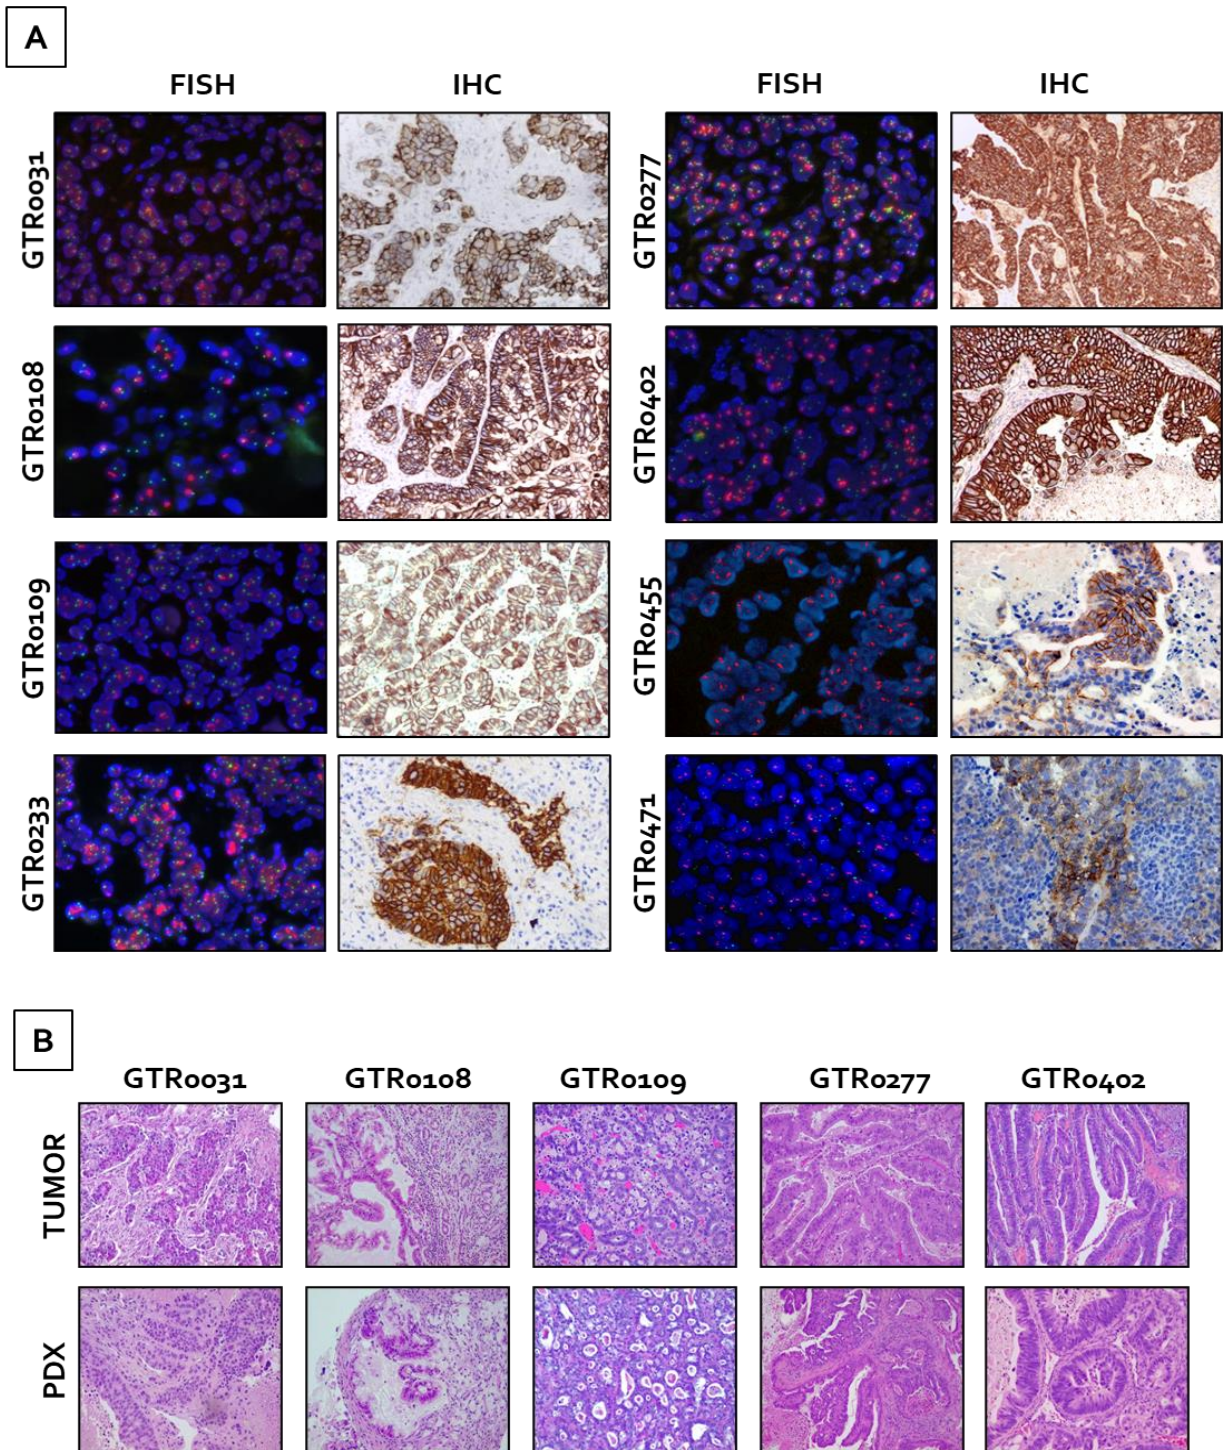 A
FISH IHC FISH IHC
GTR0031
GTR0277
GTR0108
GTR0402
GTR0109
GTR0455
GTR0233
GTR0471
B
GTR0031 GTR0108 GTR0109 GTR0277 GTR0402
TUMOR
PDX